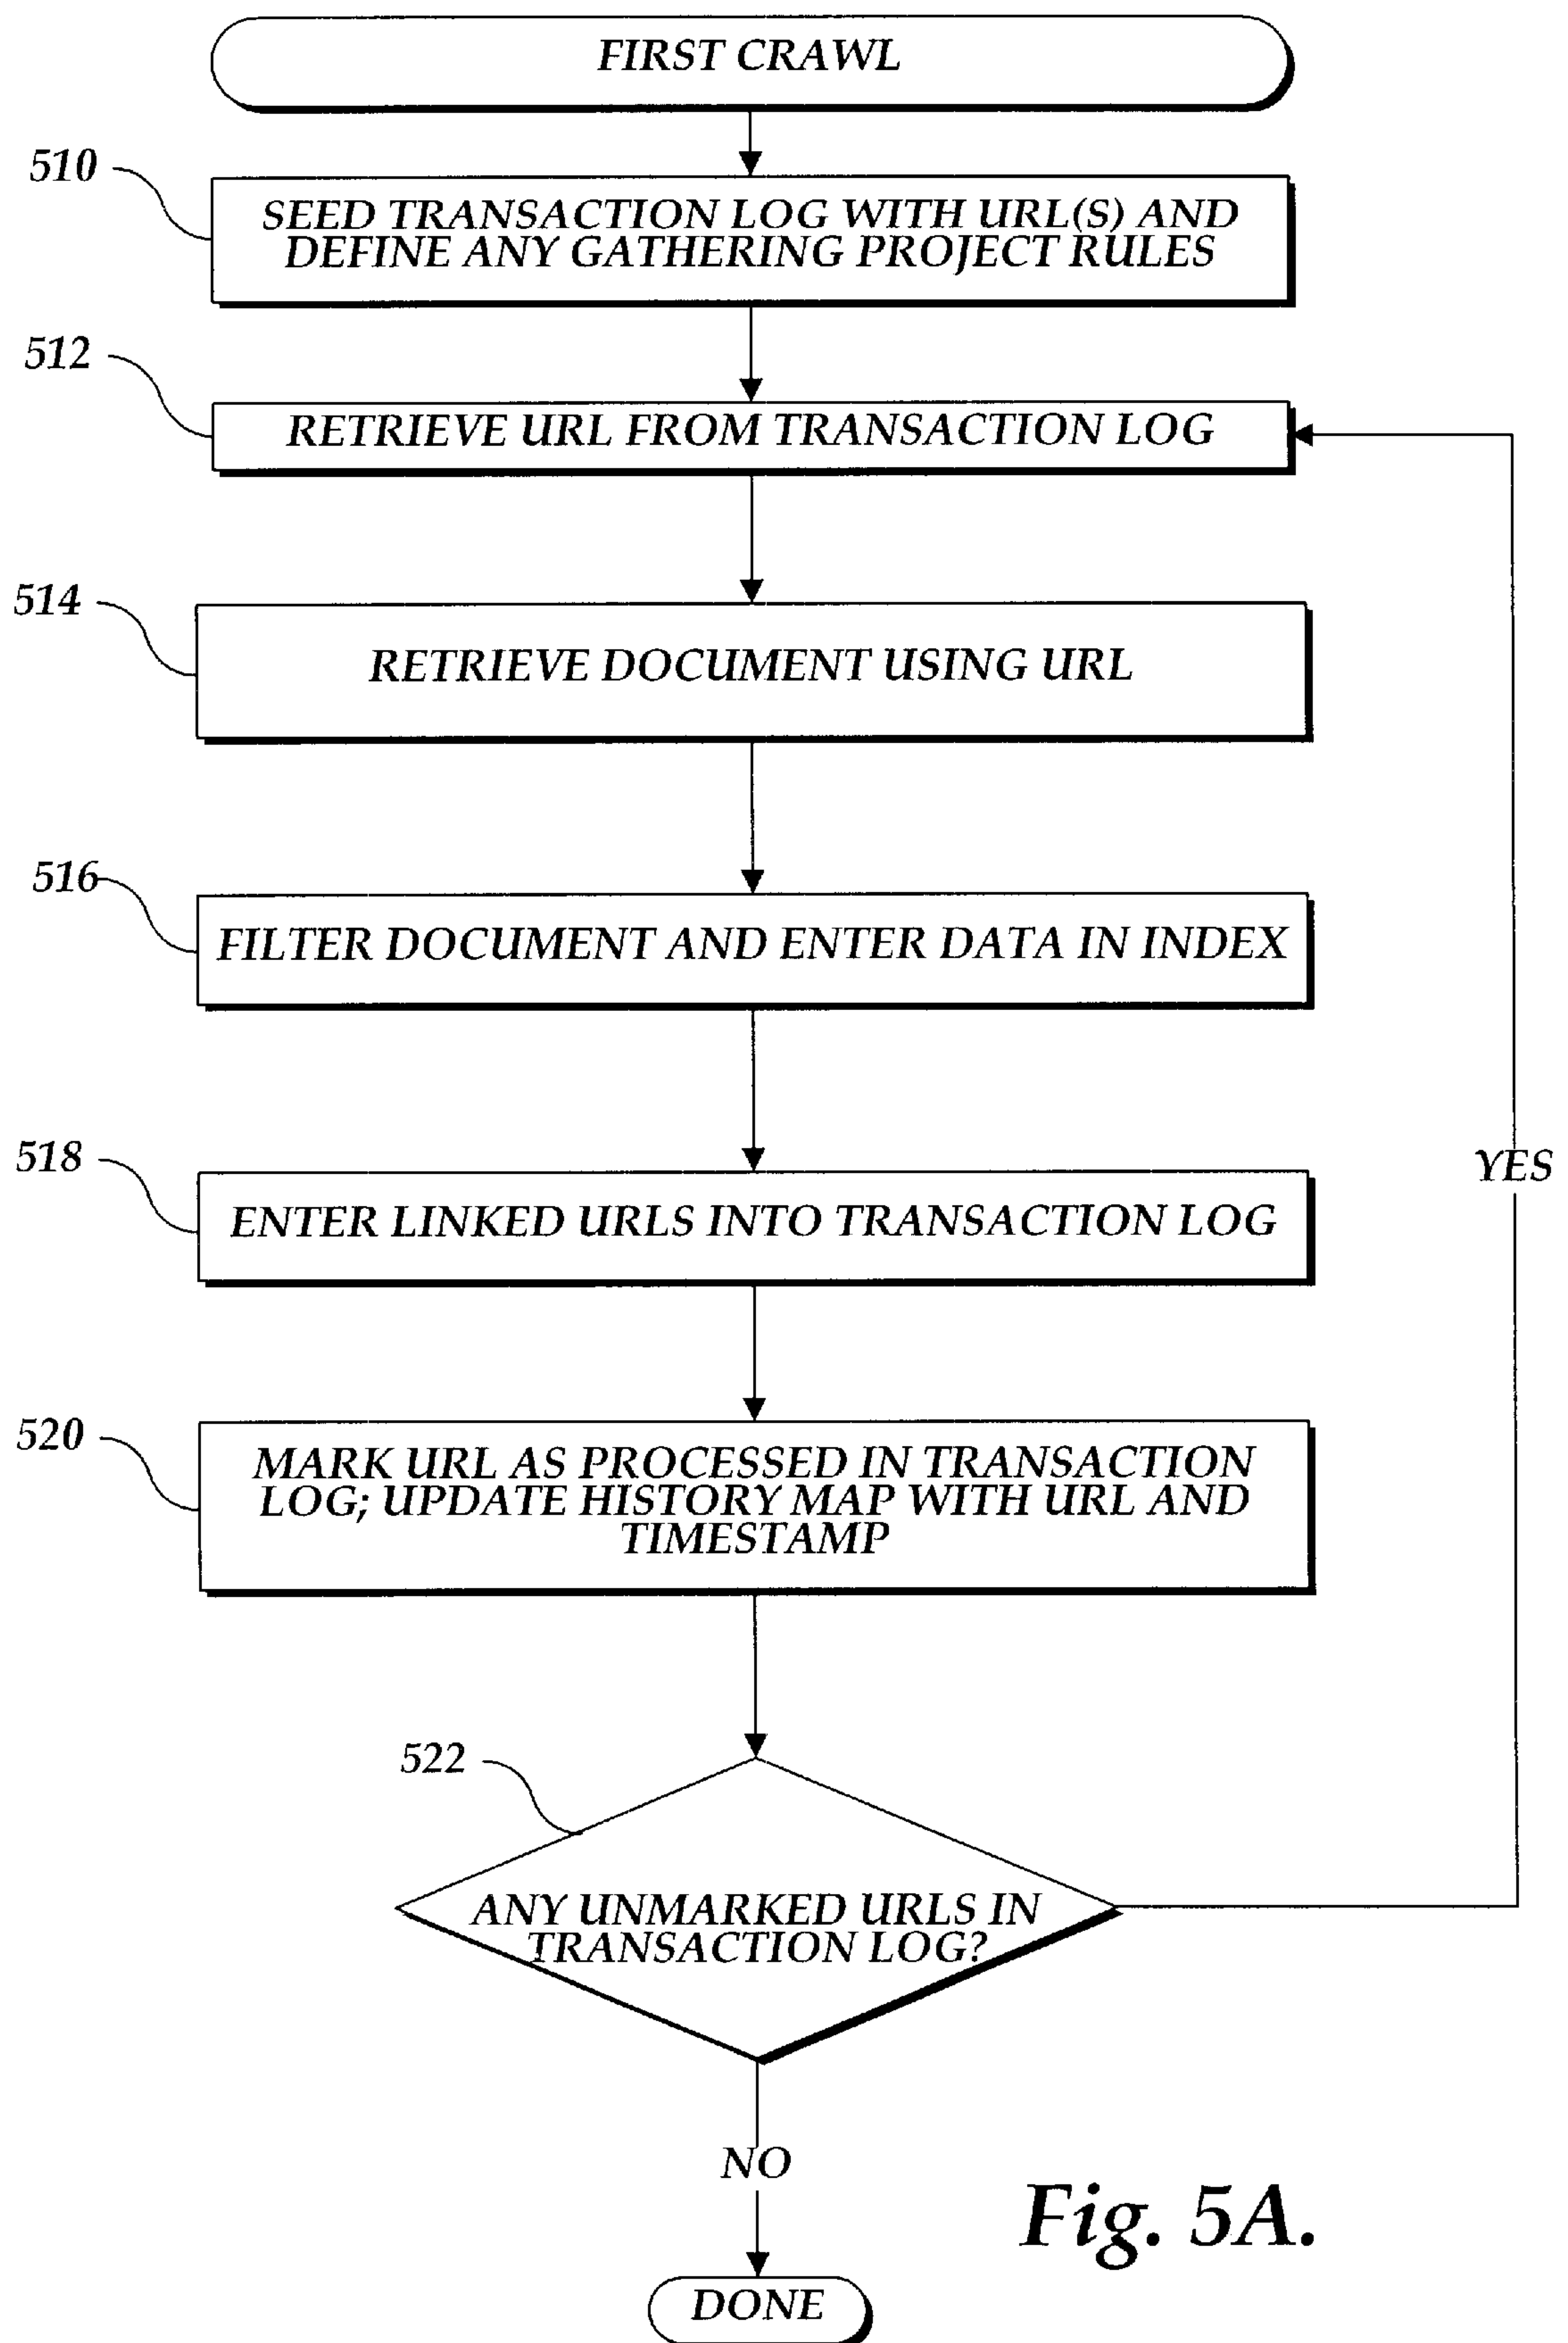 FIRST CRAWL
510
SEED TRANSACTION LOG WITH URL(S) AND
DEFINE ANY GATHERING PROJECT RULES
512
RETRIEVE URL FROM TRANSACTION LOG
514
RETRIEVE DOCUMENT USING URL
516
FILTER DOCUMENT AND ENTER DATA IN INDEX
518
YES
ENTER LINKED URLS INTO TRANSACTION LOG
520
MARK URL AS PROCESSED IN TRANSACTION
LOG; UPDATE HISTORY MAP WITH URL AND
TIMESTAMP
522
ANY UNMARKED URLS IN
TRANSACTION LOG?
NO
Fig. 5A.
DONE